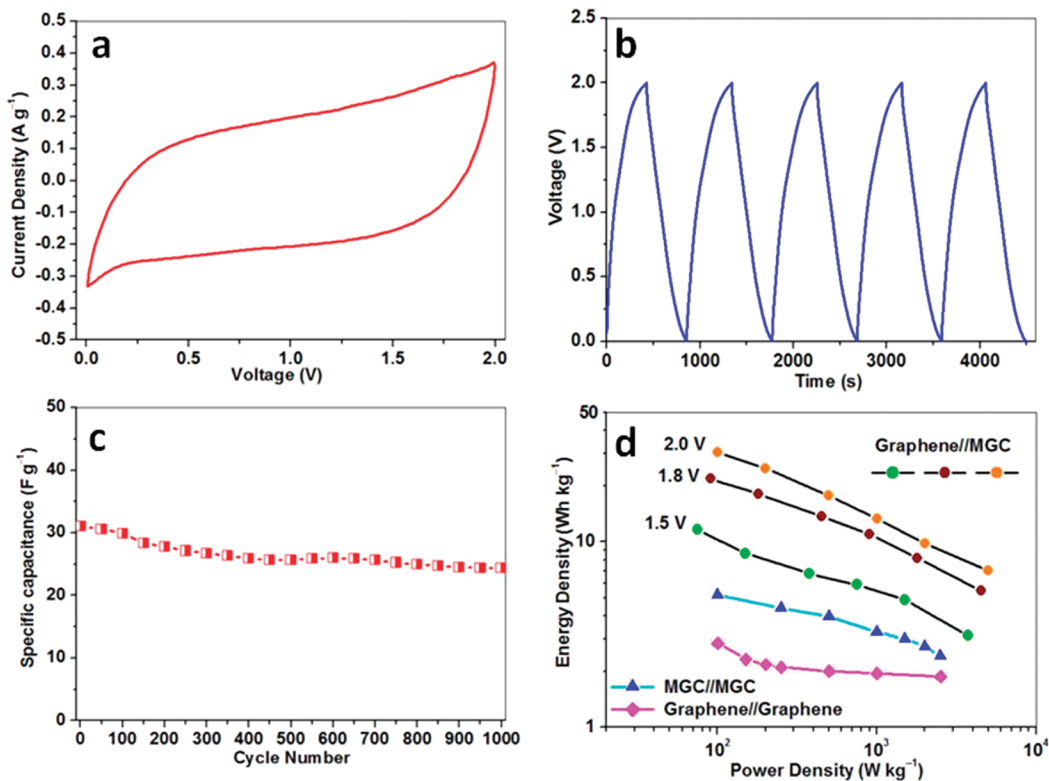 a
0.5
0.4
0.3
0.2
0.1
0.0
-0.1
-0.2
-0.3
-0.4
-0.5
Current Density (A g⁻¹)
0.0 0.5 1.0 1.5 2.0
Voltage (V)
b
2.5
2.0
1.5
1.0
0.5
0.0
Voltage (V)
0 1000 2000 3000 4000
Time (s)
c
50
40
30
20
10
0
Specific capacitance (F g⁻¹)
0 100 200 300 400 500 600 700 800 900 1000
Cycle Number
d
50
10
1
Energy Density (Wh kg⁻¹)
2.0 V
1.8 V
1.5 V
Graphene//MGC
MGC//MGC
Graphene//Graphene
10² 10³ 10⁴
Power Density (W kg⁻¹)